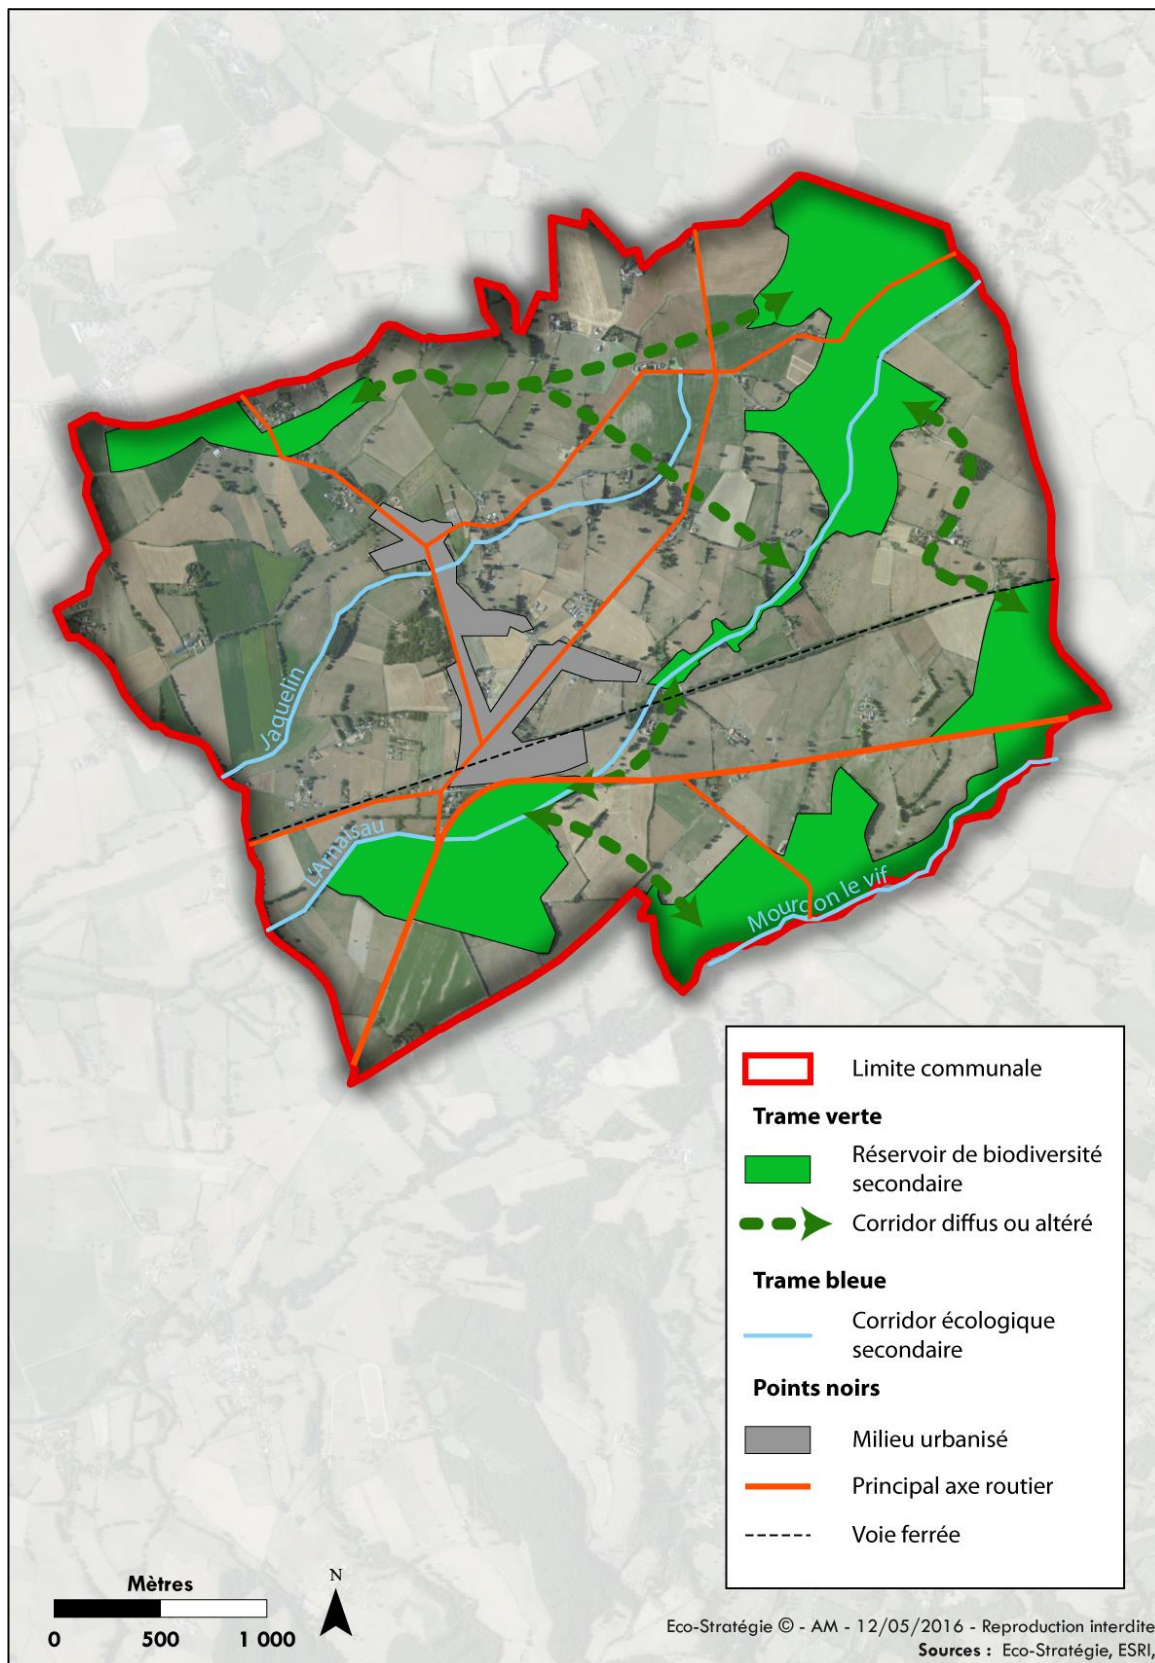 Jaquelin
L'Arnaisau
Mourdon le vif
Limite communale
Trame verte
Réservoir de biodiversité
secondaire
Corridor diffus ou altéré
Trame bleue
Corridor écologique
secondaire
Points noirs
Milieu urbanisé
Principal axe routier
Voie ferrée
Mètres
0 500 1 000
N
Eco-Stratégie © - AM - 12/05/2016 - Reproduction interdite
Sources : Eco-Stratégie, ESRI,